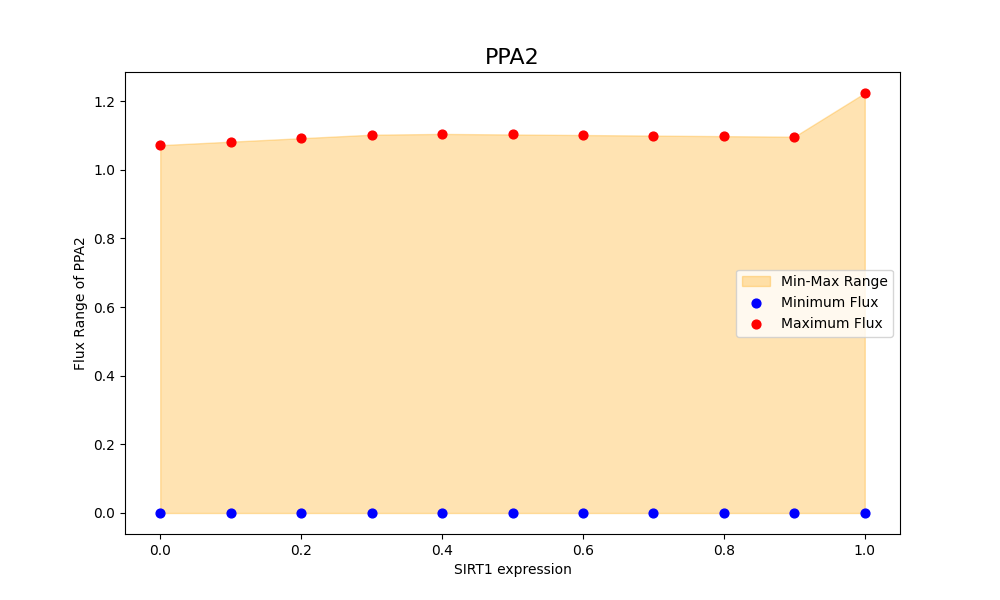 PPA2
Flux Range of PPA2
1.2
1.0
0.8
0.6
0.4
0.2
0.0
Min-Max Range
Minimum Flux
Maximum Flux
0.0 0.2 0.4 0.6 0.8 1.0
SIRT1 expression